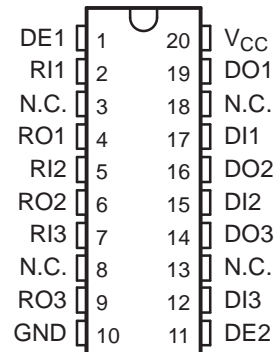 DE1 1 20 VCC
RI1 2 19 DO1
N.C. 3 18 N.C.
RO1 4 17 DI1
RI2 5 16 DO2
RO2 6 15 DI2
RI3 7 14 DO3
N.C. 8 13 N.C.
RO3 9 12 DI3
GND 10 11 DE2